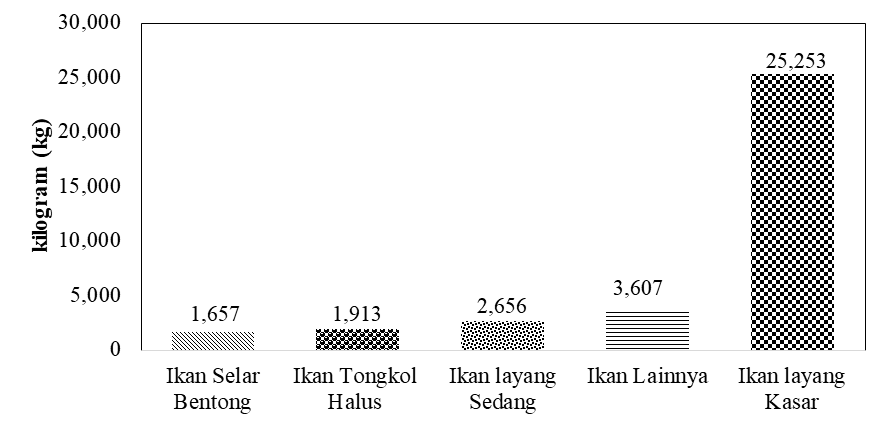 30,000
25,000
20,000
15,000
10,000
5,000
0
kilogram (kg)
1,657
1,913
2,656
3,607
25,253
Ikan Selar
Bentong
Ikan Tongkol
Halus
Ikan layang
Sedang
Ikan Lainnya
Ikan layang
Kasar